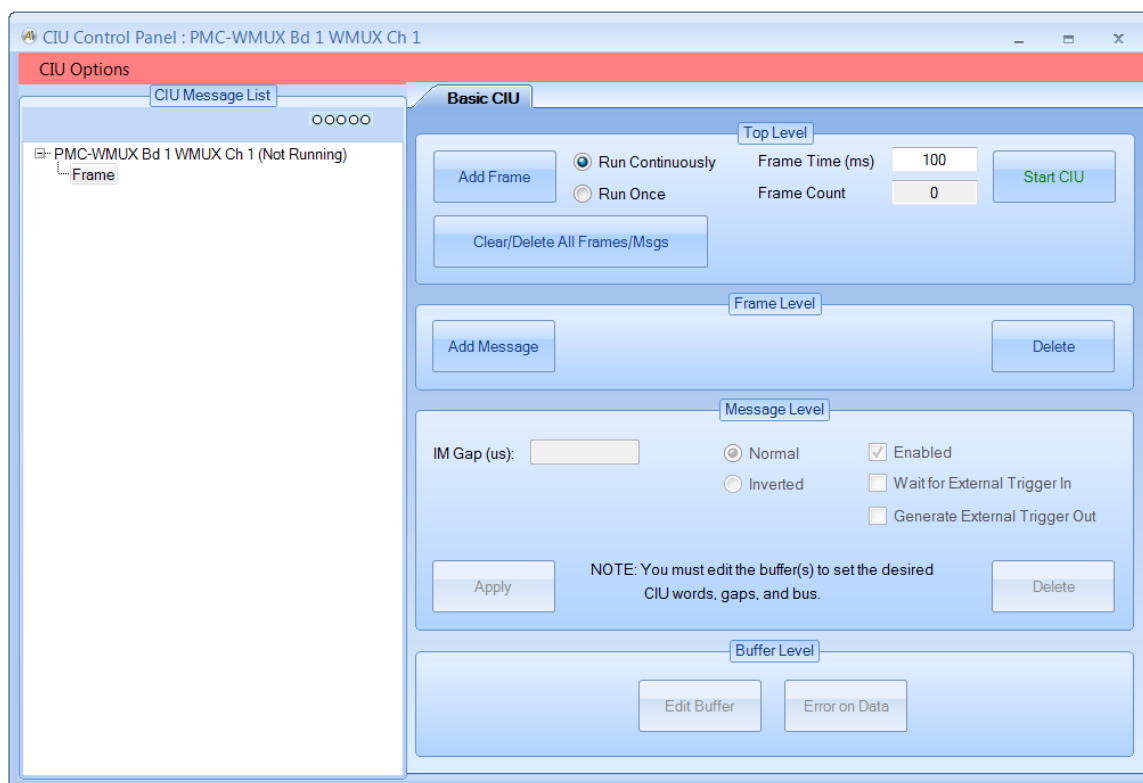 CIU Control Panel : PMC-WMUX Bd 1 WMUX Ch 1
CIU Options
CIU Message List
PMC-WMUX Bd 1 WMUX Ch 1 (Not Running)
Frame
Basic CIU
Top Level
Add Frame
Run Continuously
Run Once
Frame Time (ms)
100
Frame Count
0
Start CIU
Clear/Delete All Frames/Msgs
Frame Level
Add Message
Delete
Message Level
IM Gap (us):
Normal
Inverted
Enabled
Wait for External Trigger In
Generate External Trigger Out
Apply
NOTE: You must edit the buffer(s) to set the desired
CIU words, gaps, and bus.
Delete
Buffer Level
Edit Buffer
Error on Data